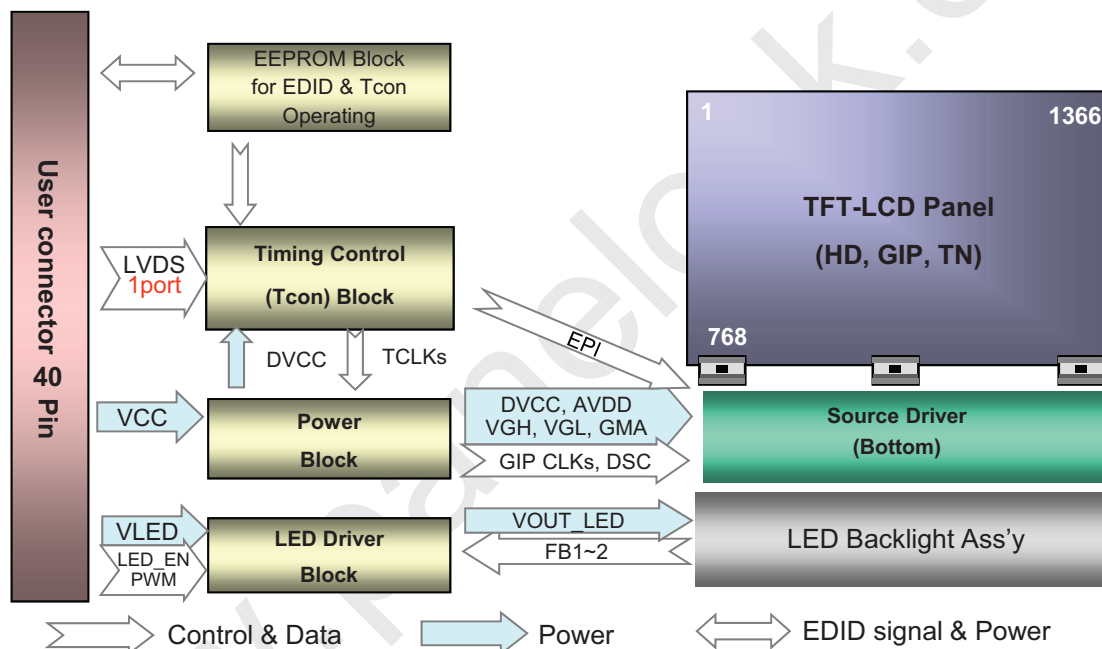 User connector 40 Pin
EEPROM Block
for EDID & Tcon
Operating
LVDS
1port
Timing Control
(Tcon) Block
DVCC
TCLKs
VCC
Power
Block
VLED
LED_EN
PWM
LED Driver
Block
EPI
DVCC, AVDD
VGH, VGL, GMA
GIP CLKs, DSC
VOUT_LED
FB1~2
1
1366
TFT-LCD Panel
(HD, GIP, TN)
768
Source Driver
(Bottom)
LED Backlight Ass'y
Control & Data
Power
EDID signal & Power